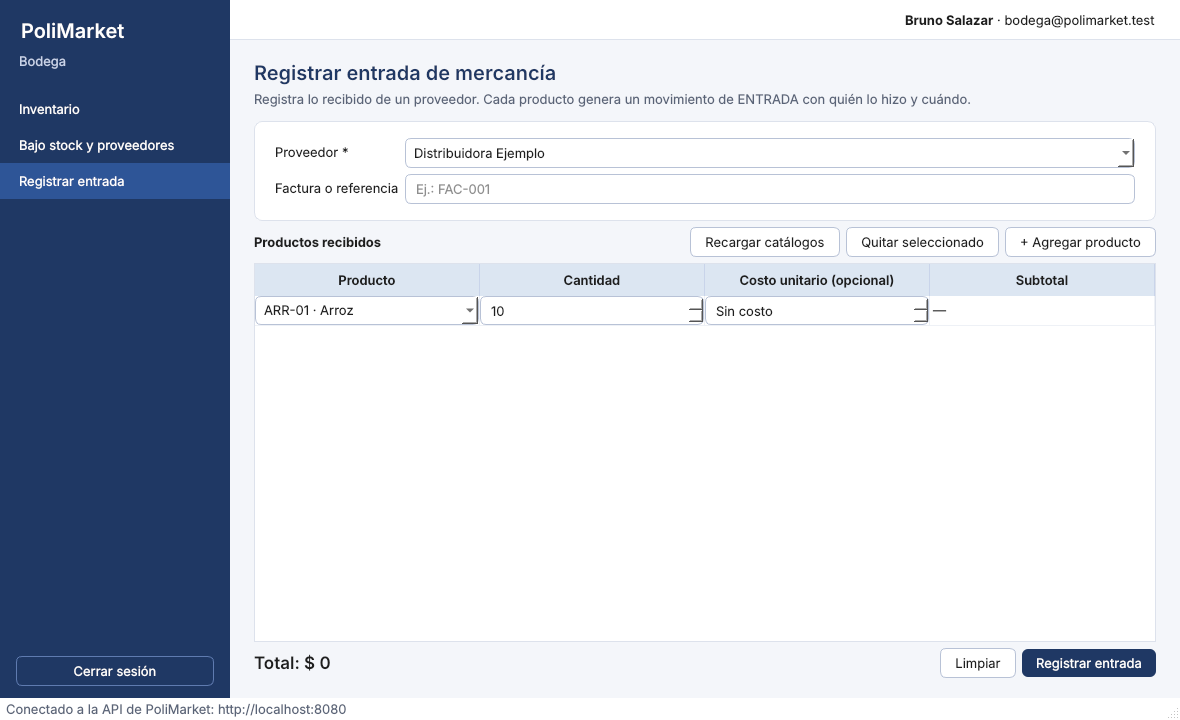 PoliMarket
Bodega
Inventario
Bajo stock y proveedores
Registrar entrada
Cerrar sesión
Bruno Salazar · bodega@polimarket.test
Registrar entrada de mercancía
Registra lo recibido de un proveedor. Cada producto genera un movimiento de ENTRADA con quién lo hizo y cuándo.
Proveedor * Distribuidora Ejemplo
Factura o referencia Ej.: FAC-001
Productos recibidos Recargar catálogos Quitar seleccionado + Agregar producto
Producto Cantidad Costo unitario (opcional) Subtotal
ARR-01 · Arroz 10 Sin costo —
Total: $ 0 Limpiar Registrar entrada
Conectado a la API de PoliMarket: http://localhost:8080